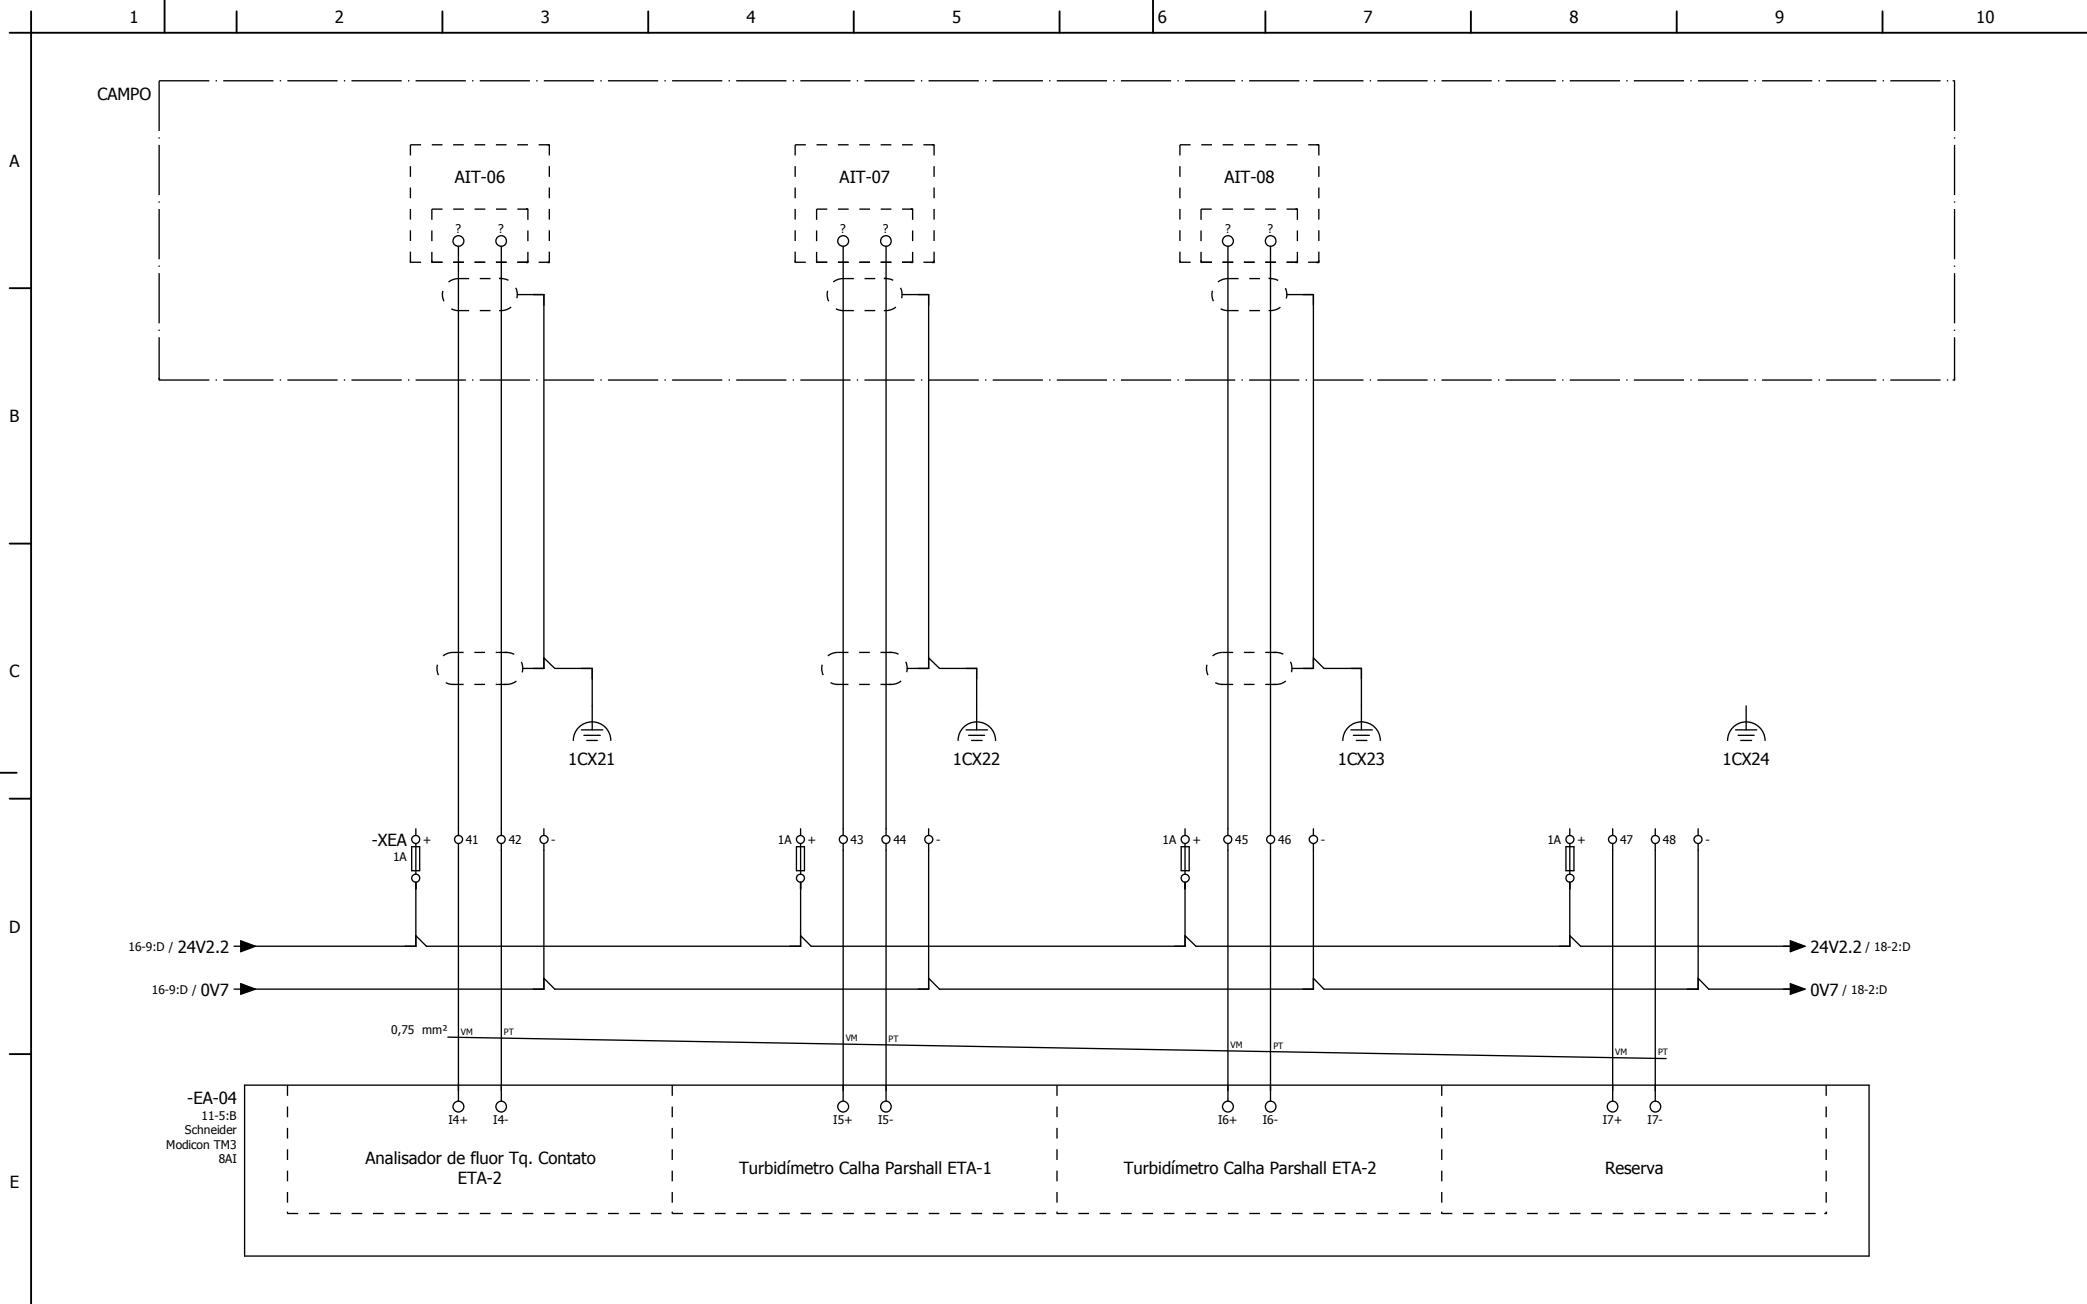 1 2 3 4 5 6 7 8 9 10
CAMPO
A
AIT-06 AIT-07 AIT-08
? ? ? ? ? ?
B
C
1CX21 1CX22 1CX23 1CX24
-XEA + 41 42 - 1A + 43 44 - 1A + 45 46 - 1A + 47 48 -
1A
D
16-9:D / 24V2.2 24V2.2 / 18-2:D
16-9:D / 0V7 0V7 / 18-2:D
0,75 mm² VM PT VM PT VM PT VM PT
-EA-04
11-5:B
Schneider
Modicon TM3
8AI
I4+ I4- I5+ I5- I6+ I6- I7+ I7-
E
Analisador de fluor Tq. Contato
ETA-2
Turbidímetro Calha Parshall ETA-1
Turbidímetro Calha Parshall ETA-2
Reserva